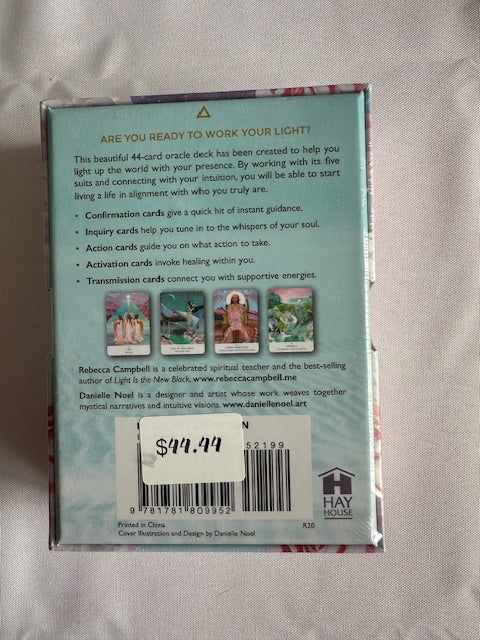 ARE YOU READY TO WORK YOUR LIGHT?
This beautiful 44-card oracle deck has been created to help you
light up the world with your presence. By working with its five
suits and connecting with your intuition, you will be able to start
living a life in alignment with who you truly are.
• Confirmation cards give a quick hit of instant guidance.
• Inquiry cards help you tune in to the whispers of your soul.
• Action cards guide you on what action to take.
• Activation cards invoke healing within you.
• Transmission cards connect you with supportive energies.
Rebecca Campbell is a celebrated spiritual teacher and the best-selling
author of Light Is the New Black. www.rebeccacampbell.me
Danielle Noel is a designer and artist whose work weaves together
mystical narratives and intuitive visions. www.daniellenoel.art
$44.44
52199
9 781781 809952
HAY
HOUSE
Printed in China
R20
Cover Illustration and Design by Danielle Noel